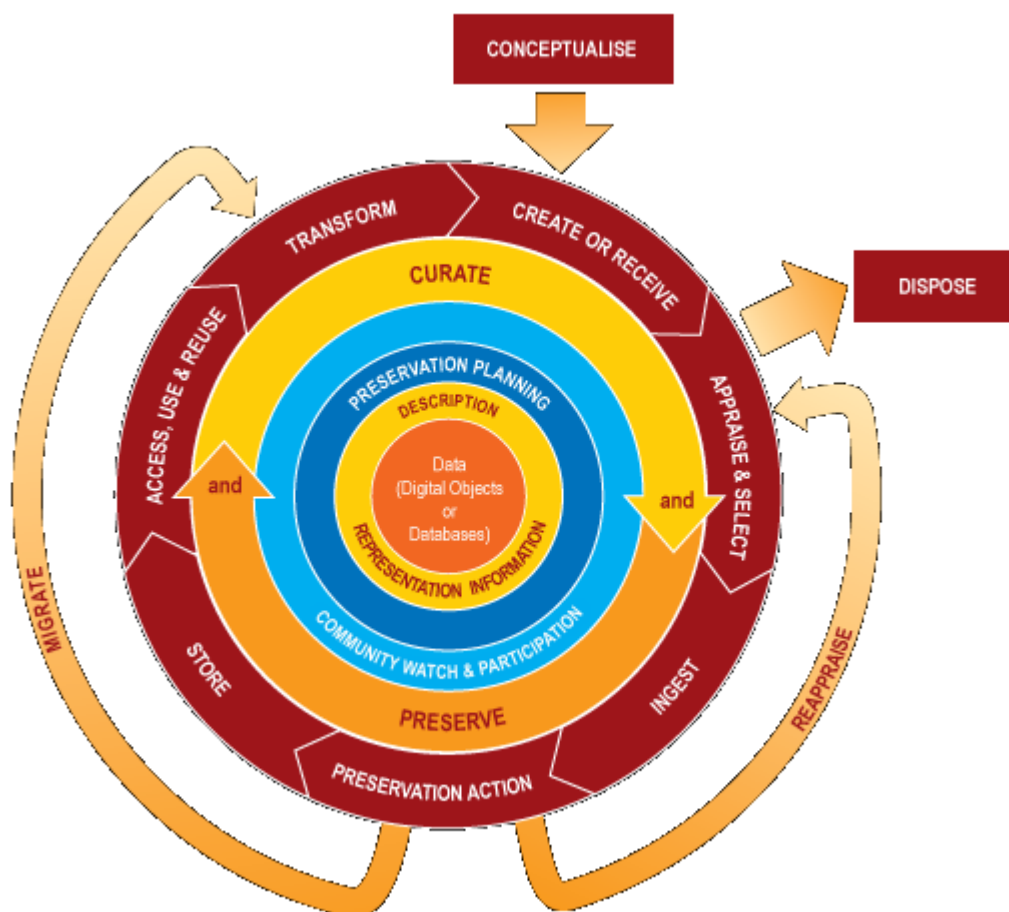 CONCEPTUALISE
TRANSFORM
CREATE OR RECEIVE
DISPOSE
CURATE
ACCESS, USE & REUSE
APPRAISE & SELECT
PRESERVATION PLANNING
DESCRIPTION
and
Data
(Digital Objects
or
Databases)
and
REPRESENTATION INFORMATION
COMMUNITY WATCH & PARTICIPATION
MIGRATE
STORE
INGEST
REAPPRAISE
PRESERVE
PRESERVATION ACTION